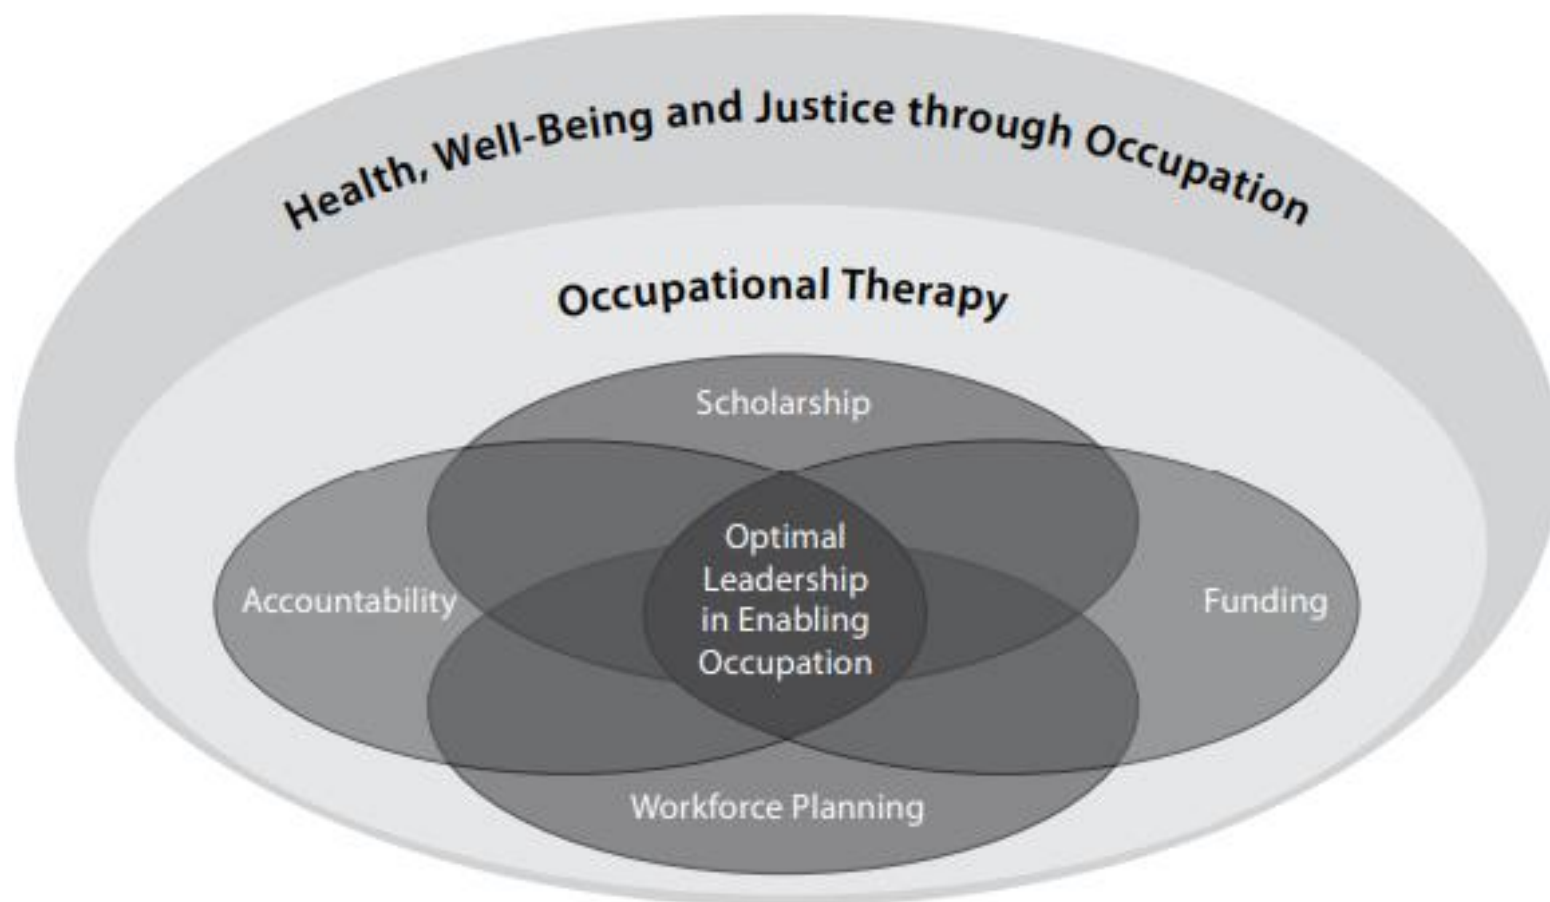 Health, Well-Being and Justice through Occupation
Occupational Therapy
Scholarship
Accountability
Optimal
Leadership
in Enabling
Occupation
Funding
Workforce Planning